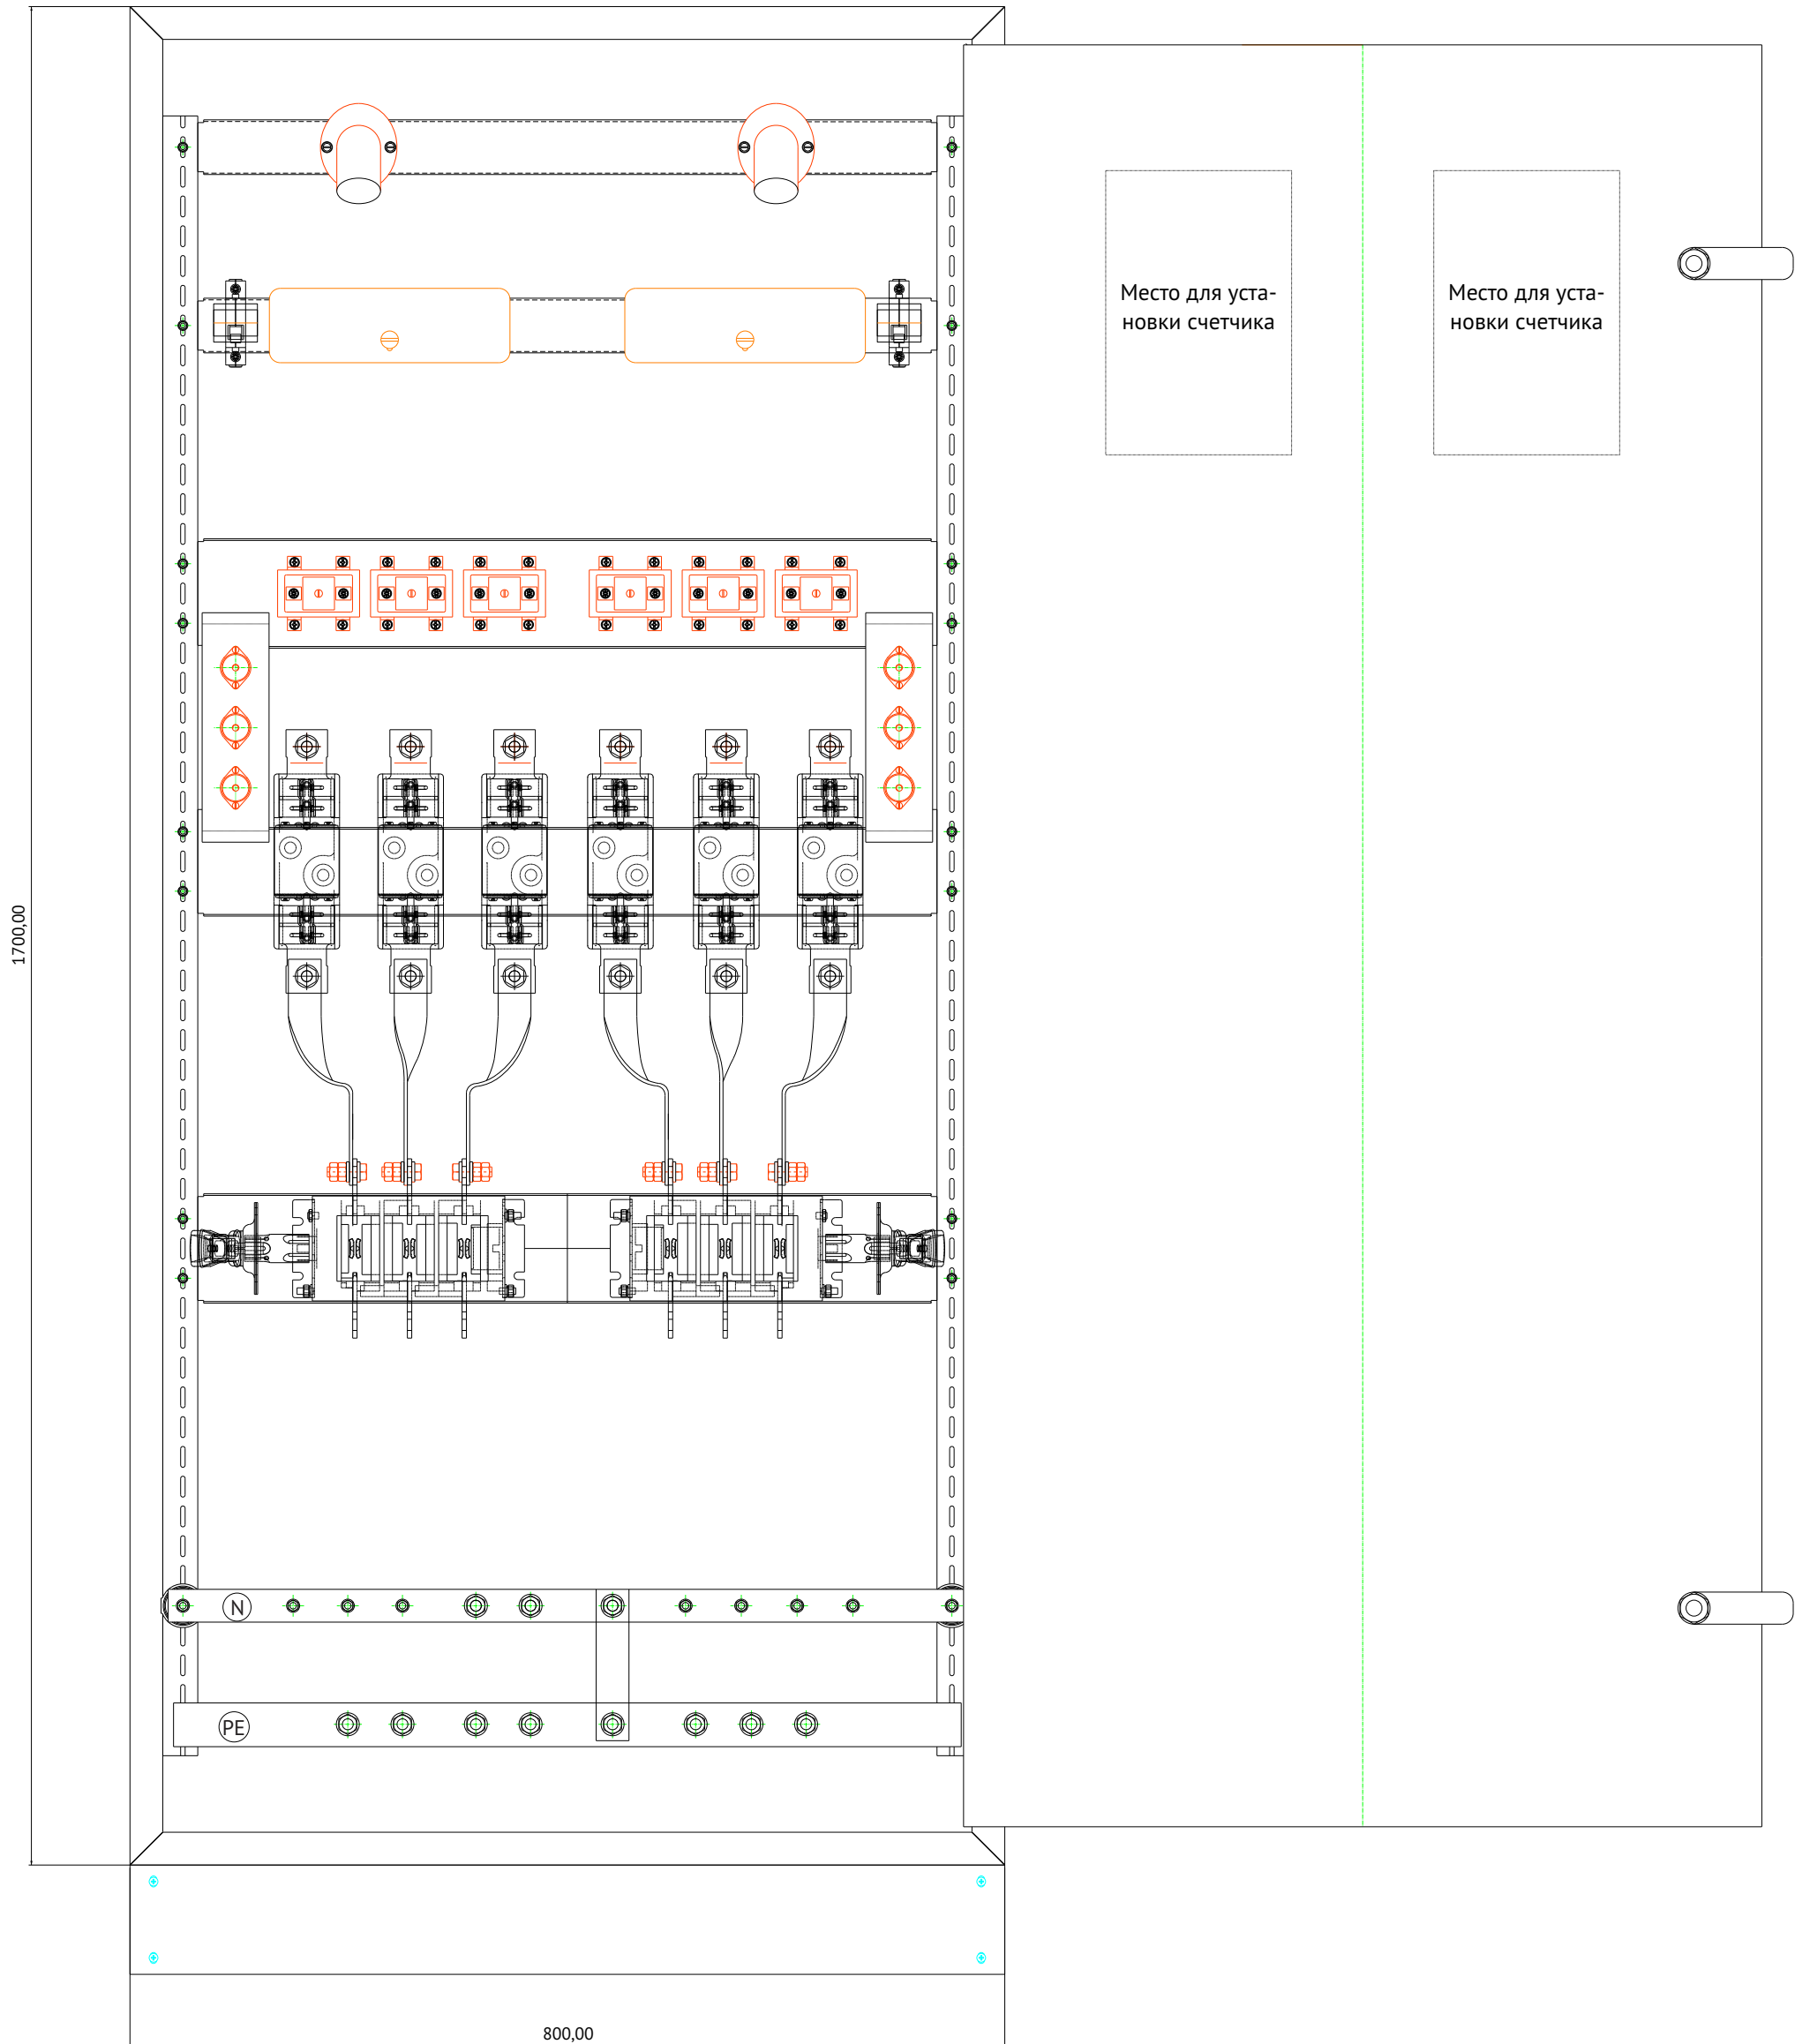 Место для уста-
новки счетчика
Место для уста-
новки счетчика
1700,00
N
PE
800,00